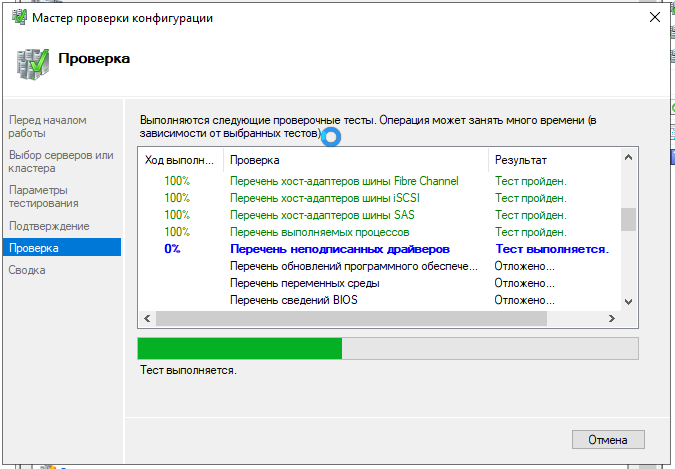 Мастер проверки конфигурации
Проверка
Перед началом
работы
Выбор серверов или
кластера
Параметры
тестирования
Подтверждение
Проверка
Сводка
Выполняются следующие проверочные тесты. Операция может занять много времени (в
зависимости от выбранных тестов)
Ход выполн... Проверка Результат
100% Перечень хост-адаптеров шины Fibre Channel Тест пройден.
100% Перечень хост-адаптеров шины iSCSI Тест пройден.
100% Перечень хост-адаптеров шины SAS Тест пройден.
100% Перечень выполняемых процессов Тест пройден.
0% Перечень неподписанных драйверов Тест выполняется.
Перечень обновлений программного обеспече... Отложено...
Перечень переменных среды Отложено...
Перечень сведений BIOS Отложено...
Тест выполняется.
Отмена